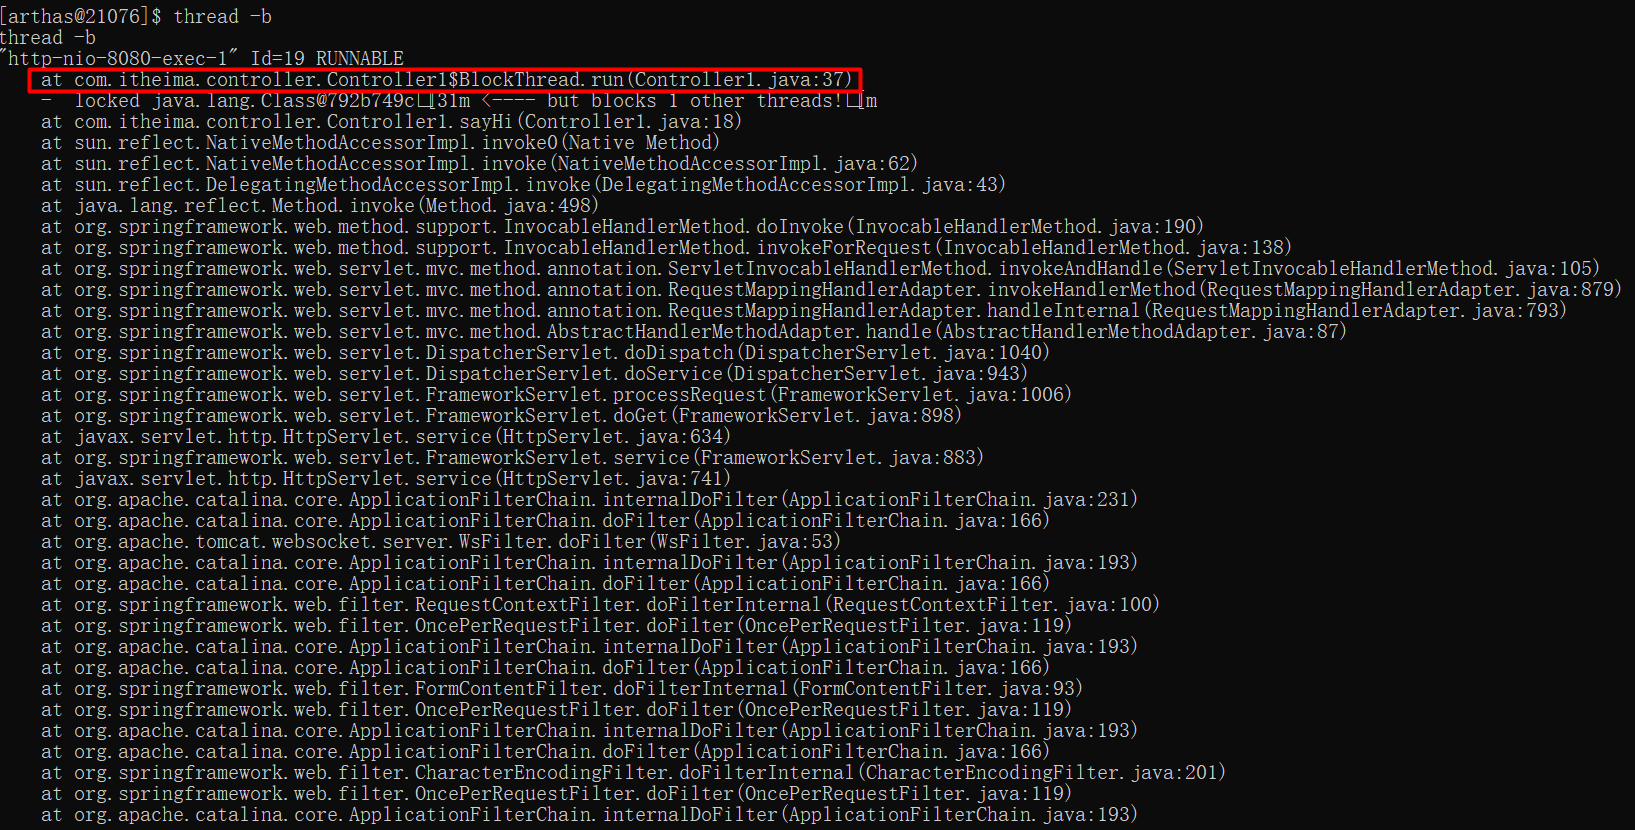 [arthas@21076]$ thread -b
thread -b
"http-nio-8080-exec-1" Id=19 RUNNABLE
at com.itheima.controller.Controller1$BlockThread.run(Controller1.java:37)
- locked java.lang.Class@792b749c□[31m <---- but blocks 1 other threads!□[m
at com.itheima.controller.Controller1.sayHi(Controller1.java:18)
at sun.reflect.NativeMethodAccessorImpl.invoke0(Native Method)
at sun.reflect.NativeMethodAccessorImpl.invoke(NativeMethodAccessorImpl.java:62)
at sun.reflect.DelegatingMethodAccessorImpl.invoke(DelegatingMethodAccessorImpl.java:43)
at java.lang.reflect.Method.invoke(Method.java:498)
at org.springframework.web.method.support.InvocableHandlerMethod.doInvoke(InvocableHandlerMethod.java:190)
at org.springframework.web.method.support.InvocableHandlerMethod.invokeForRequest(InvocableHandlerMethod.java:138)
at org.springframework.web.servlet.mvc.method.annotation.ServletInvocableHandlerMethod.invokeAndHandle(ServletInvocableHandlerMethod.java:105)
at org.springframework.web.servlet.mvc.method.annotation.RequestMappingHandlerAdapter.invokeHandlerMethod(RequestMappingHandlerAdapter.java:879)
at org.springframework.web.servlet.mvc.method.annotation.RequestMappingHandlerAdapter.handleInternal(RequestMappingHandlerAdapter.java:793)
at org.springframework.web.servlet.mvc.method.AbstractHandlerMethodAdapter.handle(AbstractHandlerMethodAdapter.java:87)
at org.springframework.web.servlet.DispatcherServlet.doDispatch(DispatcherServlet.java:1040)
at org.springframework.web.servlet.DispatcherServlet.doService(DispatcherServlet.java:943)
at org.springframework.web.servlet.FrameworkServlet.processRequest(FrameworkServlet.java:1006)
at org.springframework.web.servlet.FrameworkServlet.doGet(FrameworkServlet.java:898)
at javax.servlet.http.HttpServlet.service(HttpServlet.java:634)
at org.springframework.web.servlet.FrameworkServlet.service(FrameworkServlet.java:883)
at javax.servlet.http.HttpServlet.service(HttpServlet.java:741)
at org.apache.catalina.core.ApplicationFilterChain.internalDoFilter(ApplicationFilterChain.java:231)
at org.apache.catalina.core.ApplicationFilterChain.doFilter(ApplicationFilterChain.java:166)
at org.apache.tomcat.websocket.server.WsFilter.doFilter(WsFilter.java:53)
at org.apache.catalina.core.ApplicationFilterChain.internalDoFilter(ApplicationFilterChain.java:193)
at org.apache.catalina.core.ApplicationFilterChain.doFilter(ApplicationFilterChain.java:166)
at org.springframework.web.filter.RequestContextFilter.doFilterInternal(RequestContextFilter.java:100)
at org.springframework.web.filter.OncePerRequestFilter.doFilter(OncePerRequestFilter.java:119)
at org.apache.catalina.core.ApplicationFilterChain.internalDoFilter(ApplicationFilterChain.java:193)
at org.apache.catalina.core.ApplicationFilterChain.doFilter(ApplicationFilterChain.java:166)
at org.springframework.web.filter.FormContentFilter.doFilterInternal(FormContentFilter.java:93)
at org.springframework.web.filter.OncePerRequestFilter.doFilter(OncePerRequestFilter.java:119)
at org.apache.catalina.core.ApplicationFilterChain.internalDoFilter(ApplicationFilterChain.java:193)
at org.apache.catalina.core.ApplicationFilterChain.doFilter(ApplicationFilterChain.java:166)
at org.springframework.web.filter.CharacterEncodingFilter.doFilterInternal(CharacterEncodingFilter.java:201)
at org.springframework.web.filter.OncePerRequestFilter.doFilter(OncePerRequestFilter.java:119)
at org.apache.catalina.core.ApplicationFilterChain.internalDoFilter(ApplicationFilterChain.java:193)